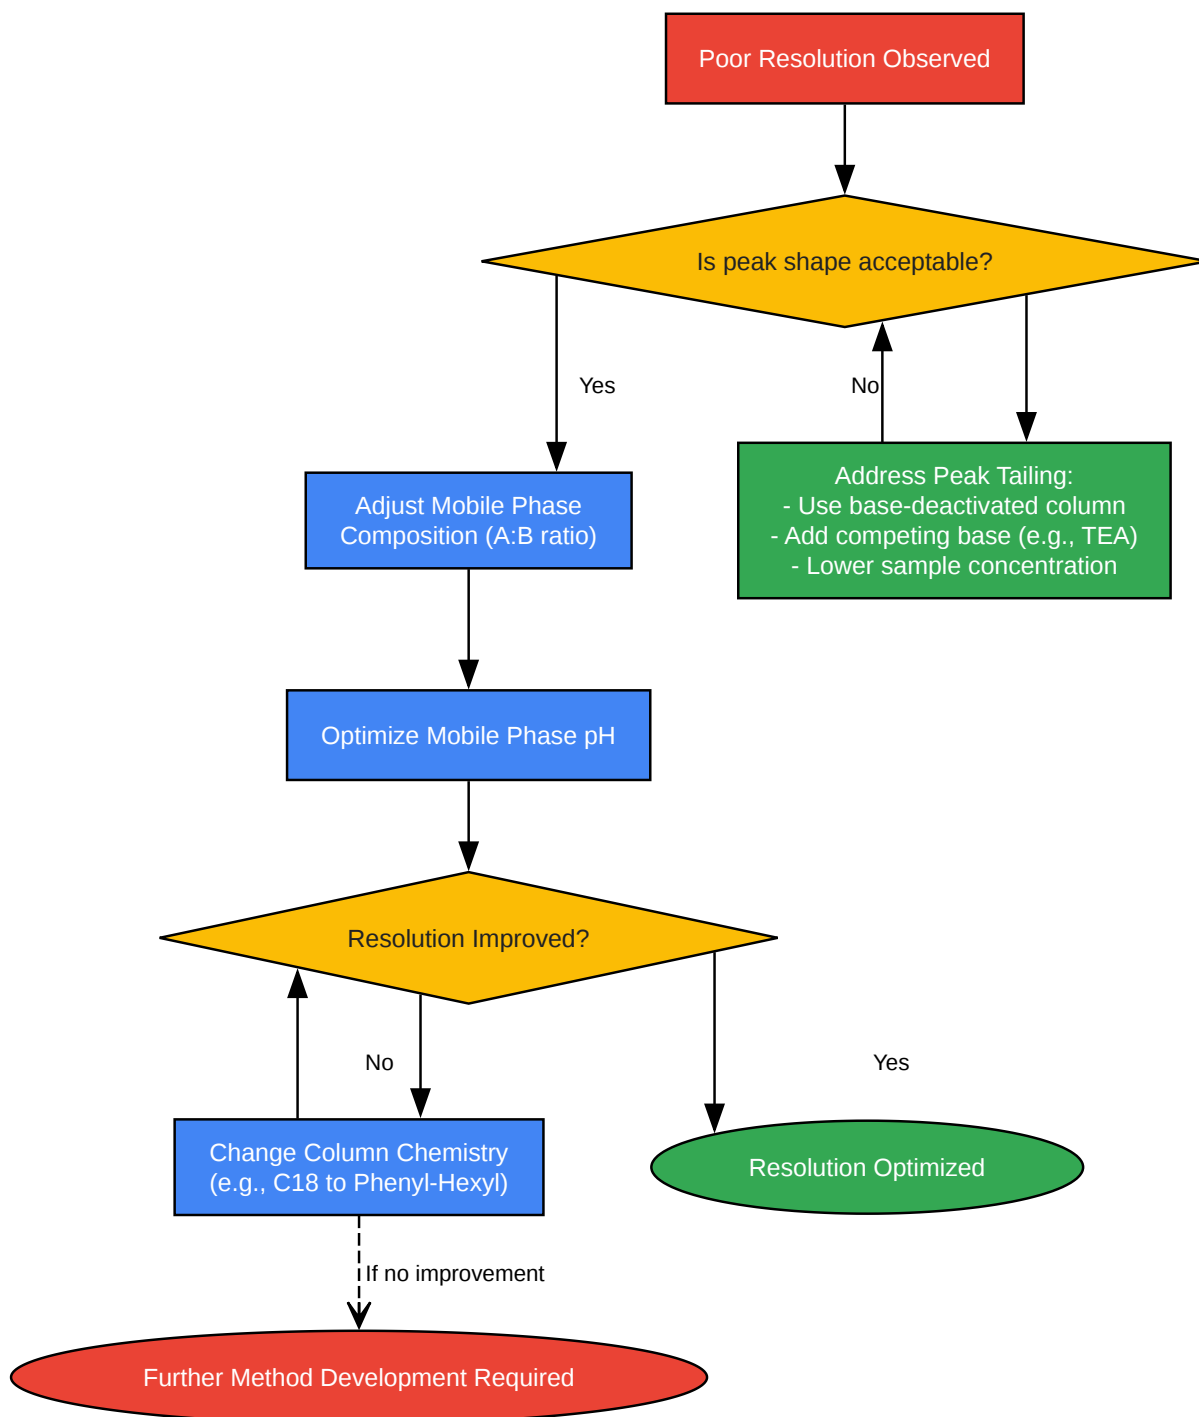 Poor Resolution Observed
Is peak shape acceptable?
Yes
No
Address Peak Tailing:
- Use base-deactivated column
- Add competing base (e.g., TEA)
- Lower sample concentration
Adjust Mobile Phase
Composition (A:B ratio)
Optimize Mobile Phase pH
Resolution Improved?
No
Yes
Change Column Chemistry
(e.g., C18 to Phenyl-Hexyl)
Resolution Optimized
If no improvement
Further Method Development Required